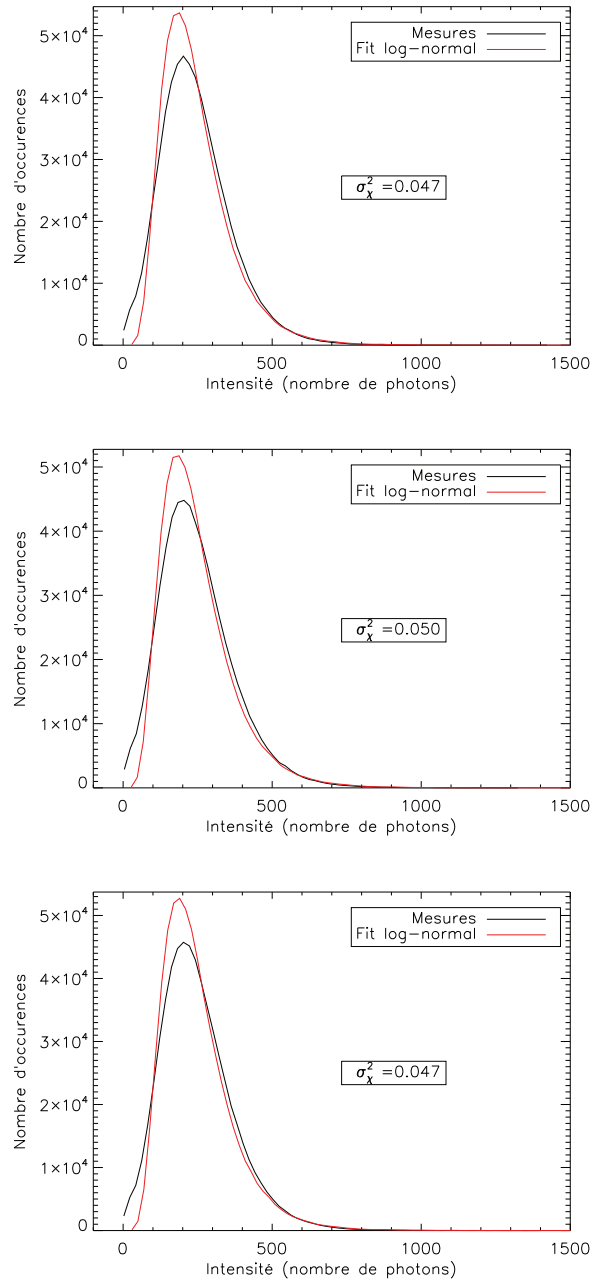 5×10⁴
4×10⁴
3×10⁴
2×10⁴
1×10⁴
0
Nombre d'occurences
Mesures
Fit log-normal
σ²χ =0.047
0 500 1000 1500
Intensité (nombre de photons)
5×10⁴
4×10⁴
3×10⁴
2×10⁴
1×10⁴
0
Nombre d'occurences
Mesures
Fit log-normal
σ²χ =0.050
0 500 1000 1500
Intensité (nombre de photons)
5×10⁴
4×10⁴
3×10⁴
2×10⁴
1×10⁴
0
Nombre d'occurences
Mesures
Fit log-normal
σ²χ =0.047
0 500 1000 1500
Intensité (nombre de photons)